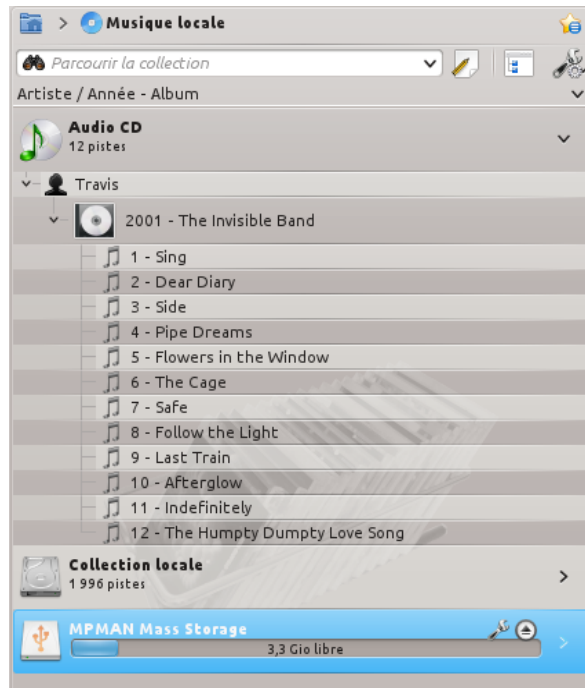 > Musique locale
Parcourir la collection
Artiste / Année - Album
Audio CD
12 pistes
Travis
2001 - The Invisible Band
1 - Sing
2 - Dear Diary
3 - Side
4 - Pipe Dreams
5 - Flowers in the Window
6 - The Cage
7 - Safe
8 - Follow the Light
9 - Last Train
10 - Afterglow
11 - Indefinitely
12 - The Humpty Dumpty Love Song
Collection locale
1 996 pistes
MPMAN Mass Storage
3,3 Gio libre